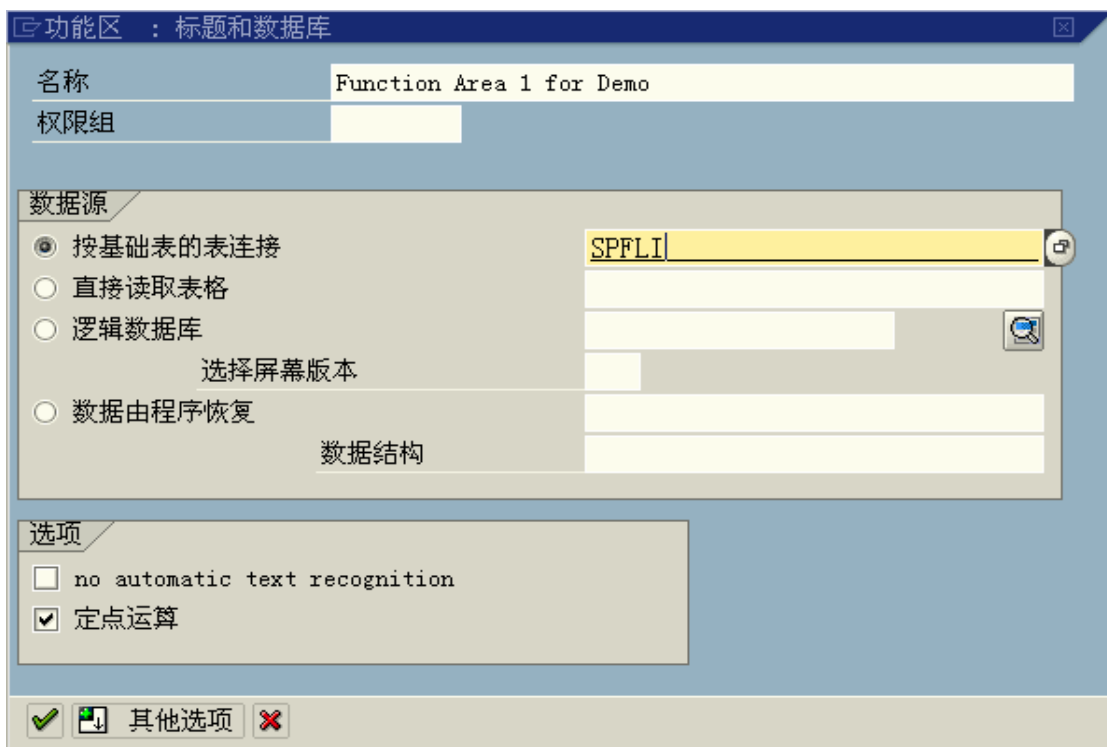 功能区 : 标题和数据库
名称 Function Area 1 for Demo
权限组
数据源
按基础表的表连接 SPFLI
直接读取表格
逻辑数据库
选择屏幕版本
数据由程序恢复
数据结构
选项
no automatic text recognition
定点运算
其他选项